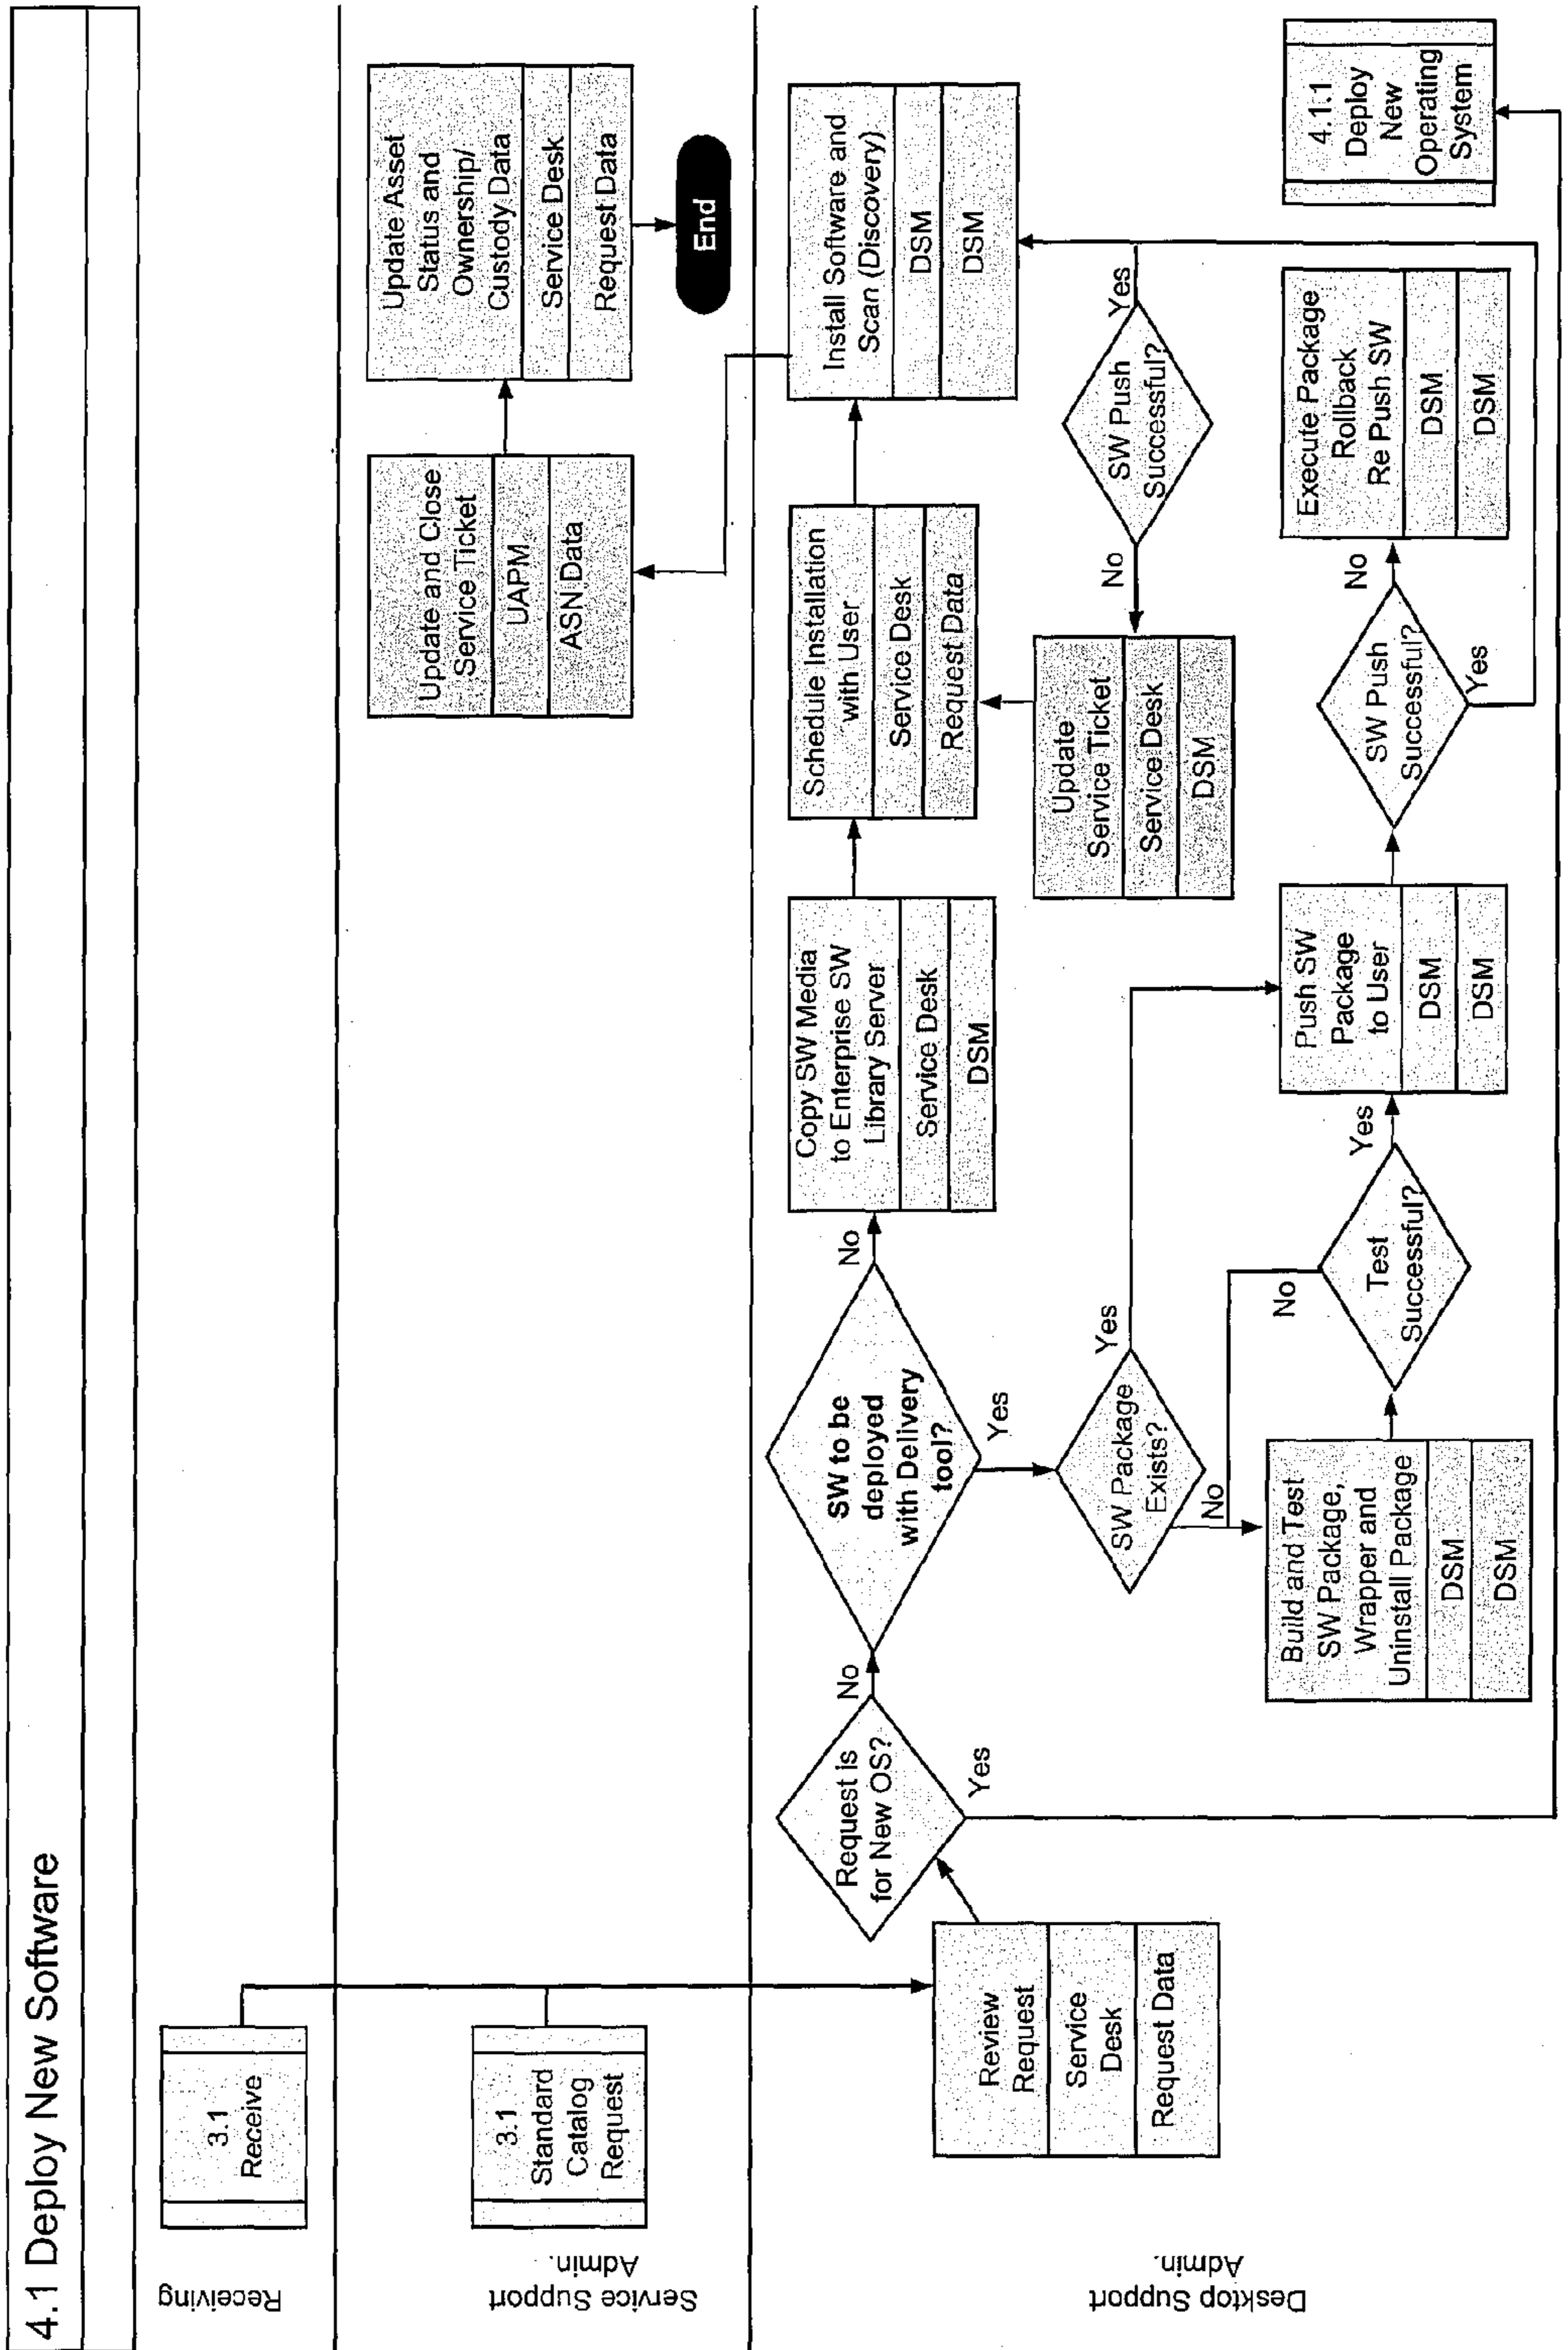 4.1 Deploy New Software
Receiving
3.1
Receive
Service Support
Admin.
3.1
Standard
Catalog
Request
Update and Close
Service Ticket
UAPM
ASN Data
Update Asset
Status and
Ownership/
Custody Data
Service Desk
Request Data
End
Desktop Support
Admin.
Review
Request
Service
Desk
Request Data
Request is
for New OS?
No
Yes
SW to be
deployed
with Delivery
tool?
No
Yes
Copy SW Media
to Enterprise SW
Library Server
Service Desk
DSM
Schedule Installation
with User
Service Desk
Request Data
Install Software and
Scan (Discovery)
DSM
DSM
SW Package
Exists?
Yes
No
Update
Service Ticket
Service Desk
DSM
No
SW Push
Successful?
Yes
Build and Test
SW Package,
Wrapper and
Uninstall Package
DSM
DSM
Test
Successful?
No
Yes
Push SW
Package
to User
DSM
DSM
SW Push
Successful?
No
Yes
Execute Package
Rollback
Re Push SW
DSM
DSM
4.1.1
Deploy
New
Operating
System